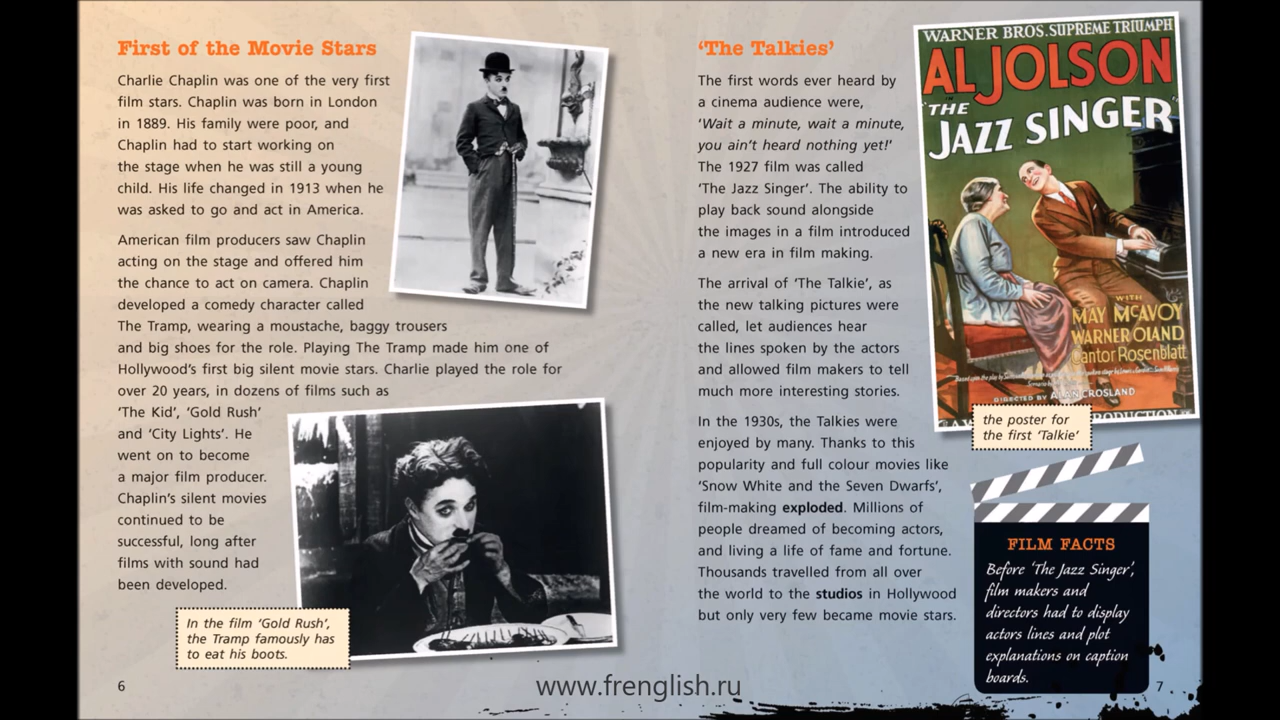 First of the Movie Stars
Charlie Chaplin was one of the very first
film stars. Chaplin was born in London
in 1889. His family were poor, and
Chaplin had to start working on
the stage when he was still a young
child. His life changed in 1913 when he
was asked to go and act in America.
American film producers saw Chaplin
acting on the stage and offered him
the chance to act on camera. Chaplin
developed a comedy character called
The Tramp, wearing a moustache, baggy trousers
and big shoes for the role. Playing The Tramp made him one of
Hollywood's first big silent movie stars. Charlie played the role for
over 20 years, in dozens of films such as
'The Kid', 'Gold Rush'
and 'City Lights'. He
went on to become
a major film producer.
Chaplin's silent movies
continued to be
successful, long after
films with sound had
been developed.
In the film 'Gold Rush',
the Tramp famously has
to eat his boots.
6
'The Talkies'
The first words ever heard by
a cinema audience were,
'Wait a minute, wait a minute,
you ain't heard nothing yet!'
The 1927 film was called
'The Jazz Singer'. The ability to
play back sound alongside
the images in a film introduced
a new era in film making.
The arrival of 'The Talkie', as
the new talking pictures were
called, let audiences hear
the lines spoken by the actors
and allowed film makers to tell
much more interesting stories.
In the 1930s, the Talkies were
enjoyed by many. Thanks to this
popularity and full colour movies like
'Snow White and the Seven Dwarfs',
film-making exploded. Millions of
people dreamed of becoming actors,
and living a life of fame and fortune.
Thousands travelled from all over
the world to the studios in Hollywood
but only very few became movie stars.
WARNER BROS. SUPREME TRIUMPH
AL JOLSON
IN
"THE
JAZZ SINGER"
WITH
MAY McAVOY
WARNER OLAND
Cantor Rosenblatt
DIRECTED BY ALAN CROSLAND
PRODUCTION
the poster for
the first 'Talkie'
FILM FACTS
Before 'The Jazz Singer',
film makers and
directors had to display
actors lines and plot
explanations on caption
boards.
7
www.frenglish.ru